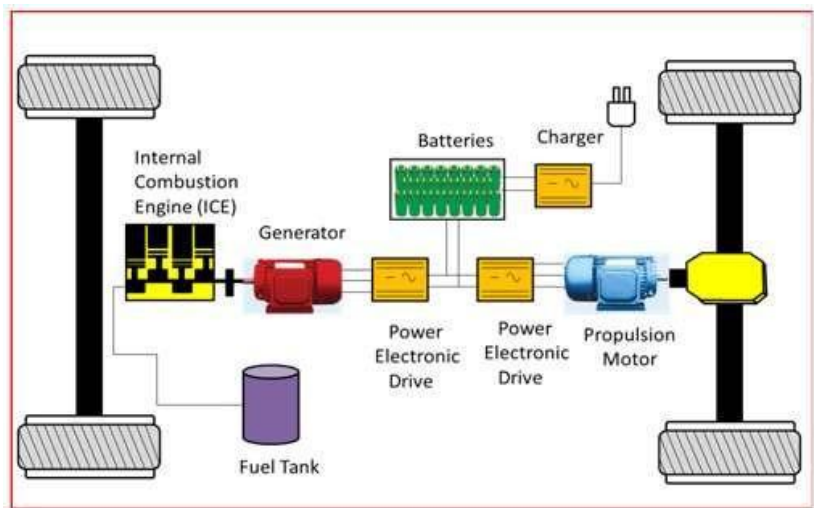 Internal
Combustion
Engine (ICE)
Generator
Batteries
Charger
Power
Electronic
Drive
Power
Electronic
Drive
Propulsion
Motor
Fuel Tank